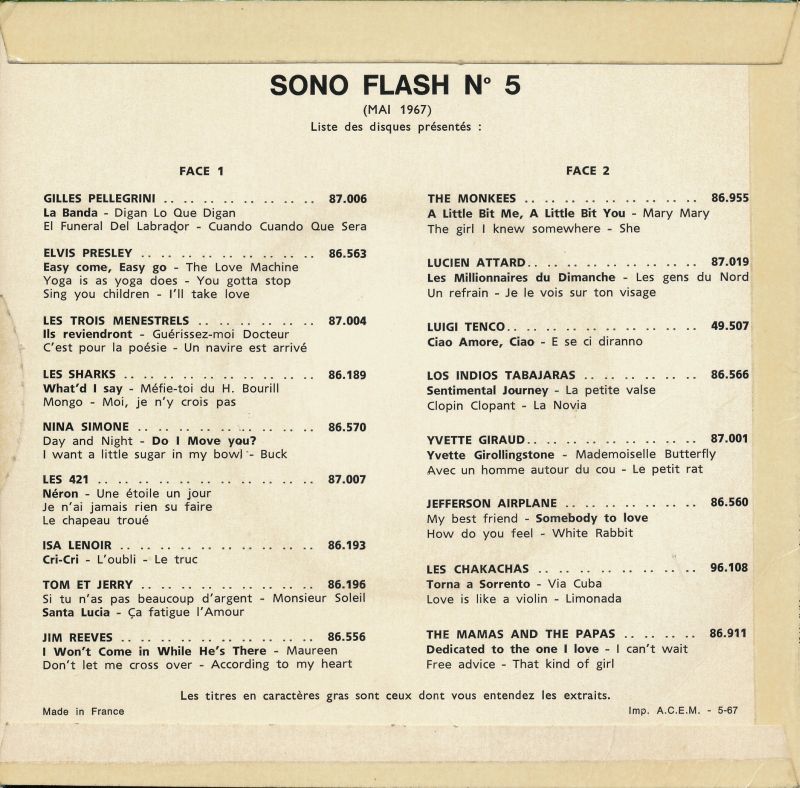 SONO FLASH N° 5
(MAI 1967)
Liste des disques présentés :
FACE 1
GILLES PELLEGRINI .. .. .. .. .. .. .. .. 87.006
La Banda - Digan Lo Que Digan
El Funeral Del Labrador - Cuando Cuando Que Sera
ELVIS PRESLEY .. .. .. .. .. .. .. .. .. 86.563
Easy come, Easy go - The Love Machine
Yoga is as yoga does - You gotta stop
Sing you children - I'll take love
LES TROIS MENESTRELS .. .. .. .. .. .. 87.004
Ils reviendront - Guérissez-moi Docteur
C'est pour la poésie - Un navire est arrivé
LES SHARKS .. .. .. .. .. .. .. .. .. .. 86.189
What'd I say - Méfie-toi du H. Bourill
Mongo - Moi, je n'y crois pas
NINA SIMONE .. .. .. .. .. .. .. .. .. 86.570
Day and Night - Do I Move you?
I want a little sugar in my bowl - Buck
LES 421 .. .. .. .. .. .. .. .. .. .. .. 87.007
Néron - Une étoile un jour
Je n'ai jamais rien su faire
Le chapeau troué
ISA LENOIR .. .. .. .. .. .. .. .. .. .. 86.193
Cri-Cri - L'oubli - Le truc
TOM ET JERRY .. .. .. .. .. .. .. .. .. 86.196
Si tu n'as pas beaucoup d'argent - Monsieur Soleil
Santa Lucia - Ça fatigue l'Amour
JIM REEVES .. .. .. .. .. .. .. .. .. .. 86.556
I Won't Come in While He's There - Maureen
Don't let me cross over - According to my heart
FACE 2
THE MONKEES .. .. .. .. .. .. .. .. .. 86.955
A Little Bit Me, A Little Bit You - Mary Mary
The girl I knew somewhere - She
LUCIEN ATTARD.. .. .. .. .. .. .. .. .. 87.019
Les Millionnaires du Dimanche - Les gens du Nord
Un refrain - Je le vois sur ton visage
LUIGI TENCO.. .. .. .. .. .. .. .. .. .. 49.507
Ciao Amore, Ciao - E se ci diranno
LOS INDIOS TABAJARAS .. .. .. .. .. .. 86.566
Sentimental Journey - La petite valse
Clopin Clopant - La Novia
YVETTE GIRAUD.. .. .. .. .. .. .. .. .. 87.001
Yvette Girollingstone - Mademoiselle Butterfly
Avec un homme autour du cou - Le petit rat
JEFFERSON AIRPLANE .. .. .. .. .. .. .. 86.560
My best friend - Somebody to love
How do you feel - White Rabbit
LES CHAKACHAS .. .. .. .. .. .. .. .. 96.108
Torna a Sorrento - Via Cuba
Love is like a violin - Limonada
THE MAMAS AND THE PAPAS .. .. .. .. 86.911
Dedicated to the one I love - I can't wait
Free advice - That kind of girl
Les titres en caractères gras sont ceux dont vous entendez les extraits.
Made in France
Imp. A.C.E.M. - 5-67